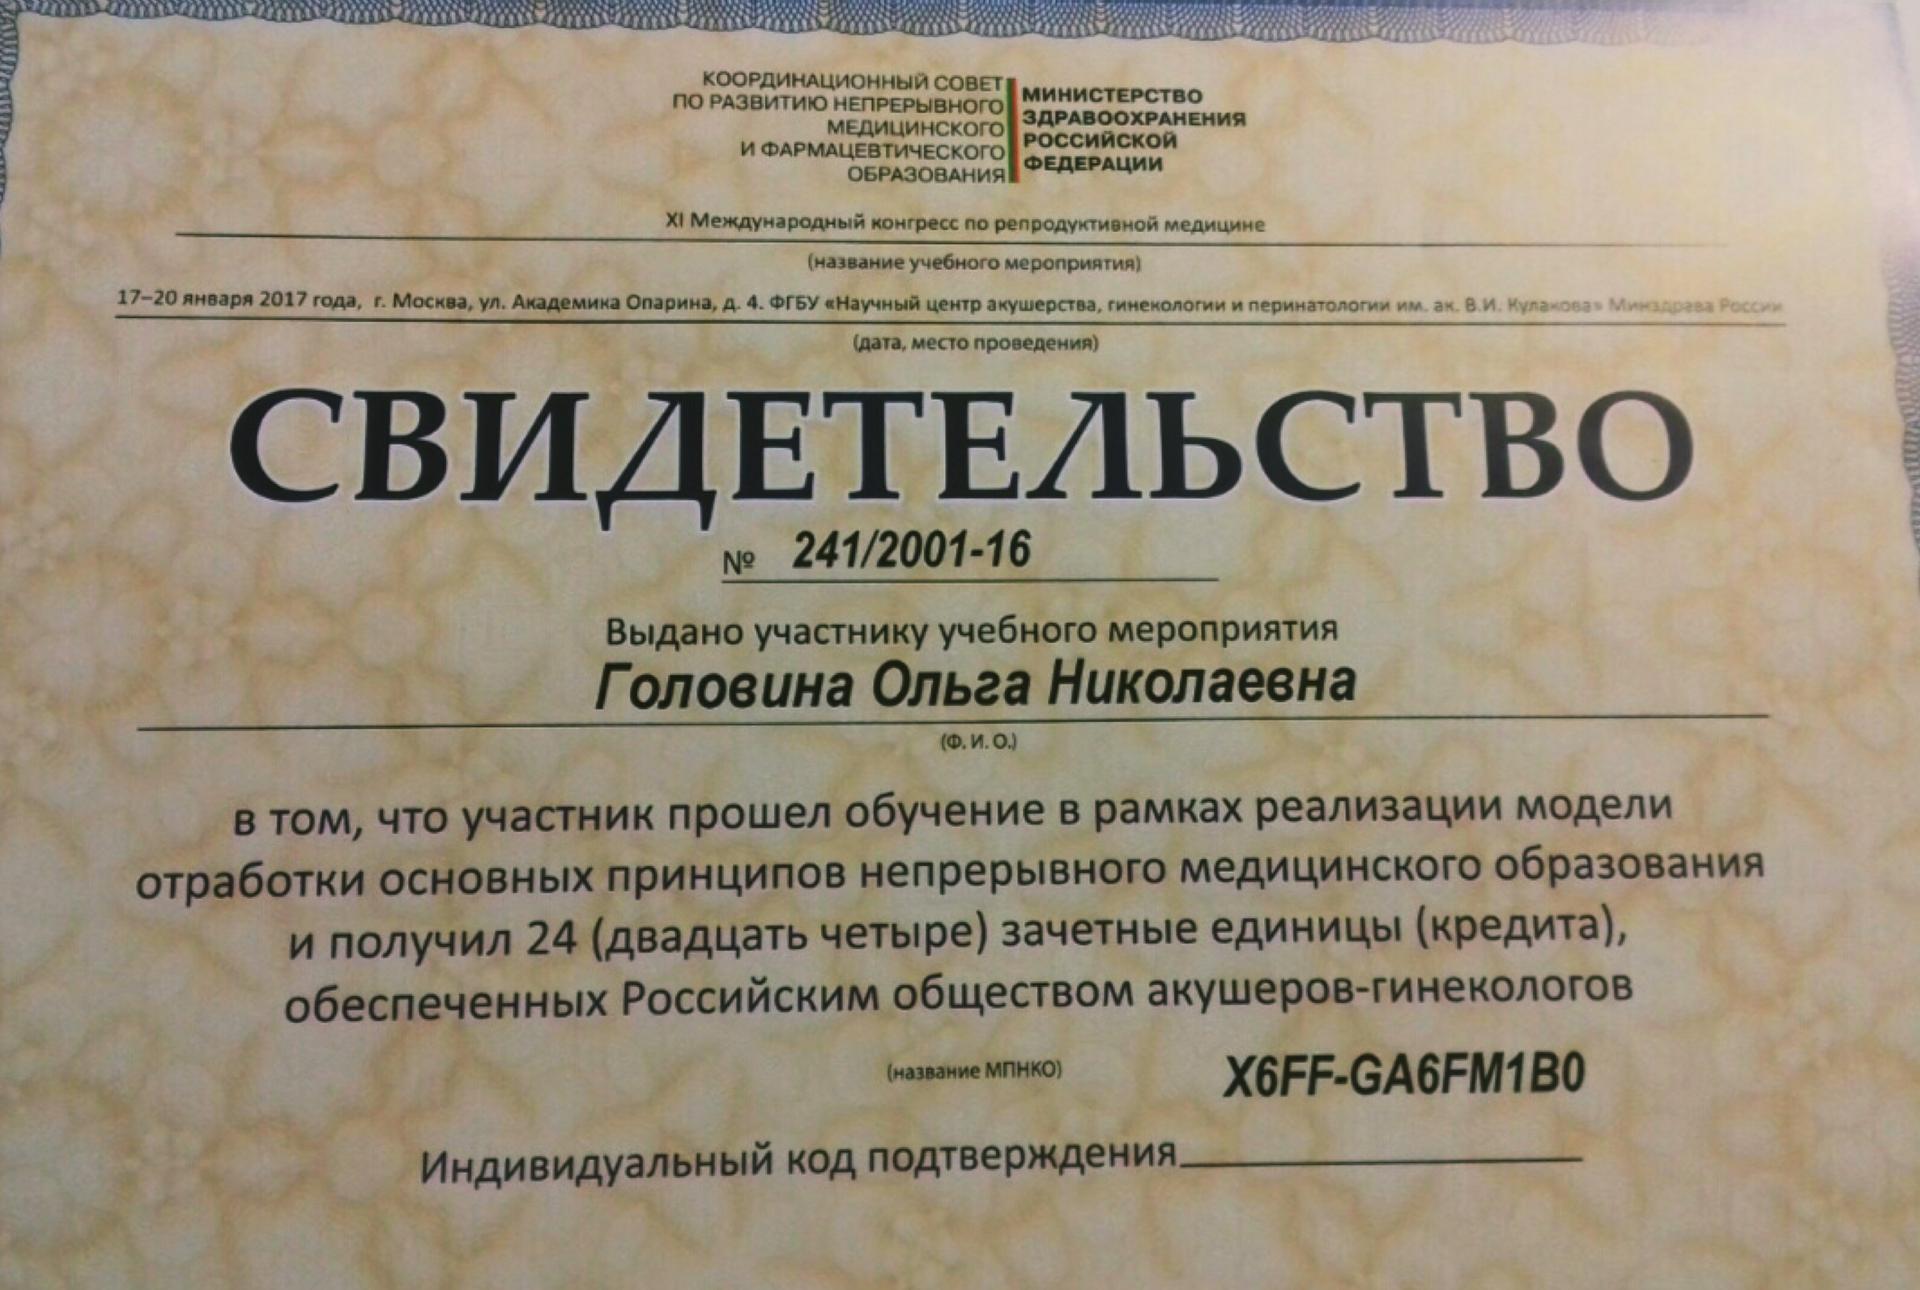 КООРДИНАЦИОННЫЙ СОВЕТ
ПО РАЗВИТИЮ НЕПРЕРЫВНОГО
МЕДИЦИНСКОГО
И ФАРМАЦЕВТИЧЕСКОГО
ОБРАЗОВАНИЯ
МИНИСТЕРСТВО
ЗДРАВООХРАНЕНИЯ
РОССИЙСКОЙ
ФЕДЕРАЦИИ
XI Международный конгресс по репродуктивной медицине
(название учебного мероприятия)
17–20 января 2017 года, г. Москва, ул. Академика Опарина, д. 4. ФГБУ «Научный центр акушерства, гинекологии и перинатологии им. ак. В.И. Кулакова» Минздрава России
(дата, место проведения)
СВИДЕТЕЛЬСТВО
№ 241/2001-16
Выдано участнику учебного мероприятия
Головина Ольга Николаевна
(Ф. И. О.)
в том, что участник прошел обучение в рамках реализации модели
отработки основных принципов непрерывного медицинского образования
и получил 24 (двадцать четыре) зачетные единицы (кредита),
обеспеченных Российским обществом акушеров-гинекологов
(название МПНКО)
X6FF-GA6FM1B0
Индивидуальный код подтверждения